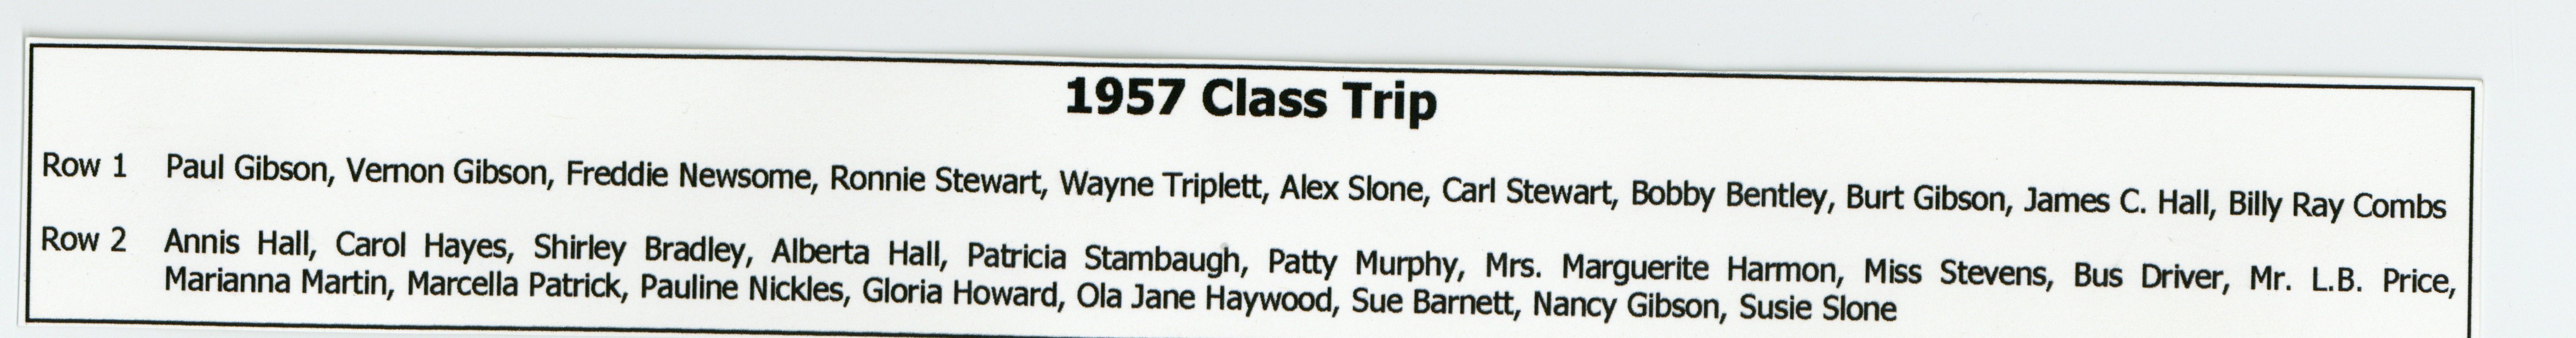 1957 Class Trip
Row 1 Paul Gibson, Vernon Gibson, Freddie Newsome, Ronnie Stewart, Wayne Triplett, Alex Slone, Carl Stewart, Bobby Bentley, Burt Gibson, James C. Hall, Billy Ray Combs
Row 2 Annis Hall, Carol Hayes, Shirley Bradley, Alberta Hall, Patricia Stambaugh, Patty Murphy, Mrs. Marguerite Harmon, Miss Stevens, Bus Driver, Mr. L.B. Price,
Marianna Martin, Marcella Patrick, Pauline Nickles, Gloria Howard, Ola Jane Haywood, Sue Barnett, Nancy Gibson, Susie Slone